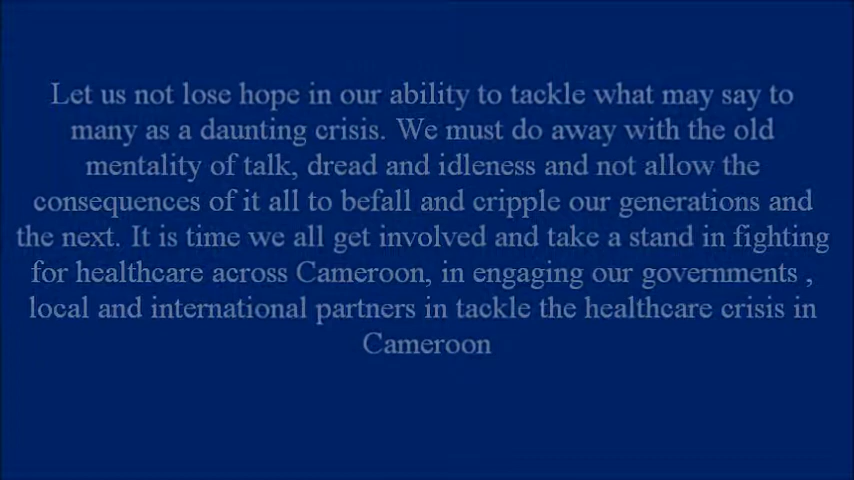 Let us not lose hope in our ability to tackle what may say to
many as a daunting crisis. We must do away with the old
mentality of talk, dread and idleness and not allow the
consequences of it all to befall and cripple our generations and
the next. It is time we all get involved and take a stand in fighting
for healthcare across Cameroon, in engaging our governments ,
local and international partners in tackle the healthcare crisis in
Cameroon